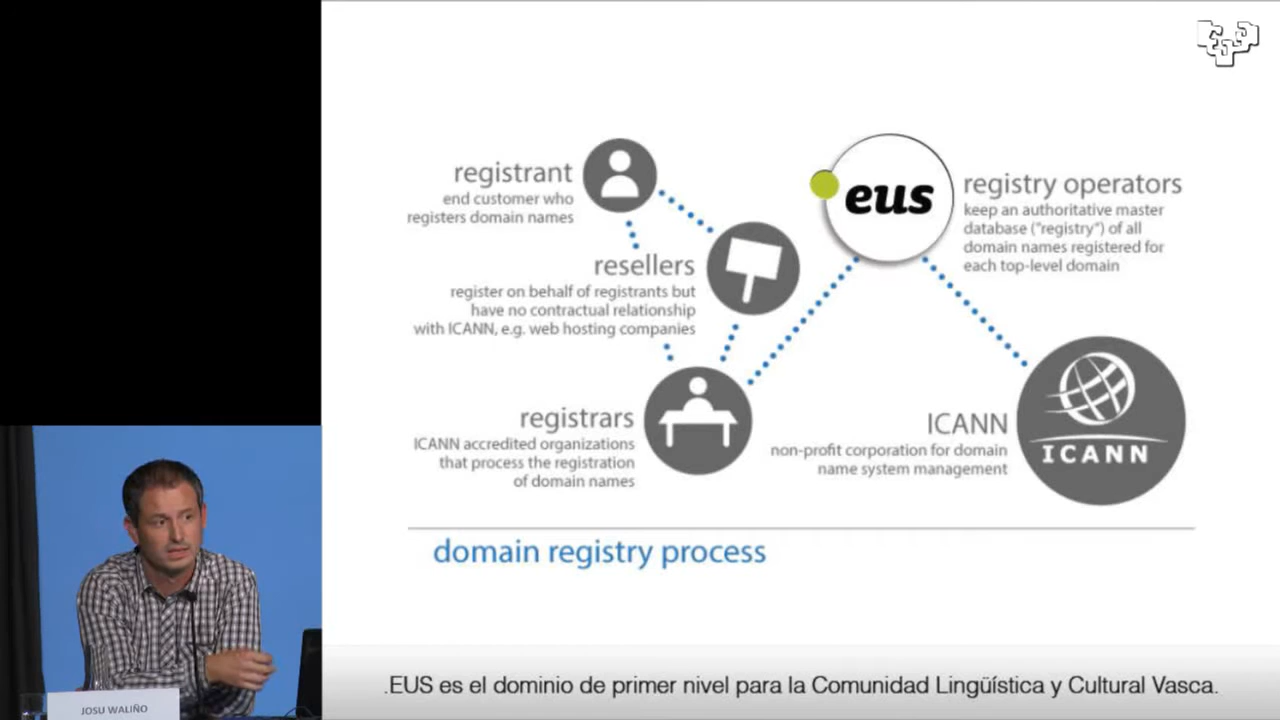 registrant
end customer who
registers domain names
resellers
register on behalf of registrants but
have no contractual relationship
with ICANN, e.g. web hosting companies
registrars
ICANN accredited organizations
that process the registration
of domain names
eus
registry operators
keep an authoritative master
database ("registry") of all
domain names registered for
each top-level domain
ICANN
non-profit corporation for domain
name system management
ICANN
domain registry process
.EUS es el dominio de primer nivel para la Comunidad Lingüística y Cultural Vasca.
JOSU WALIÑO